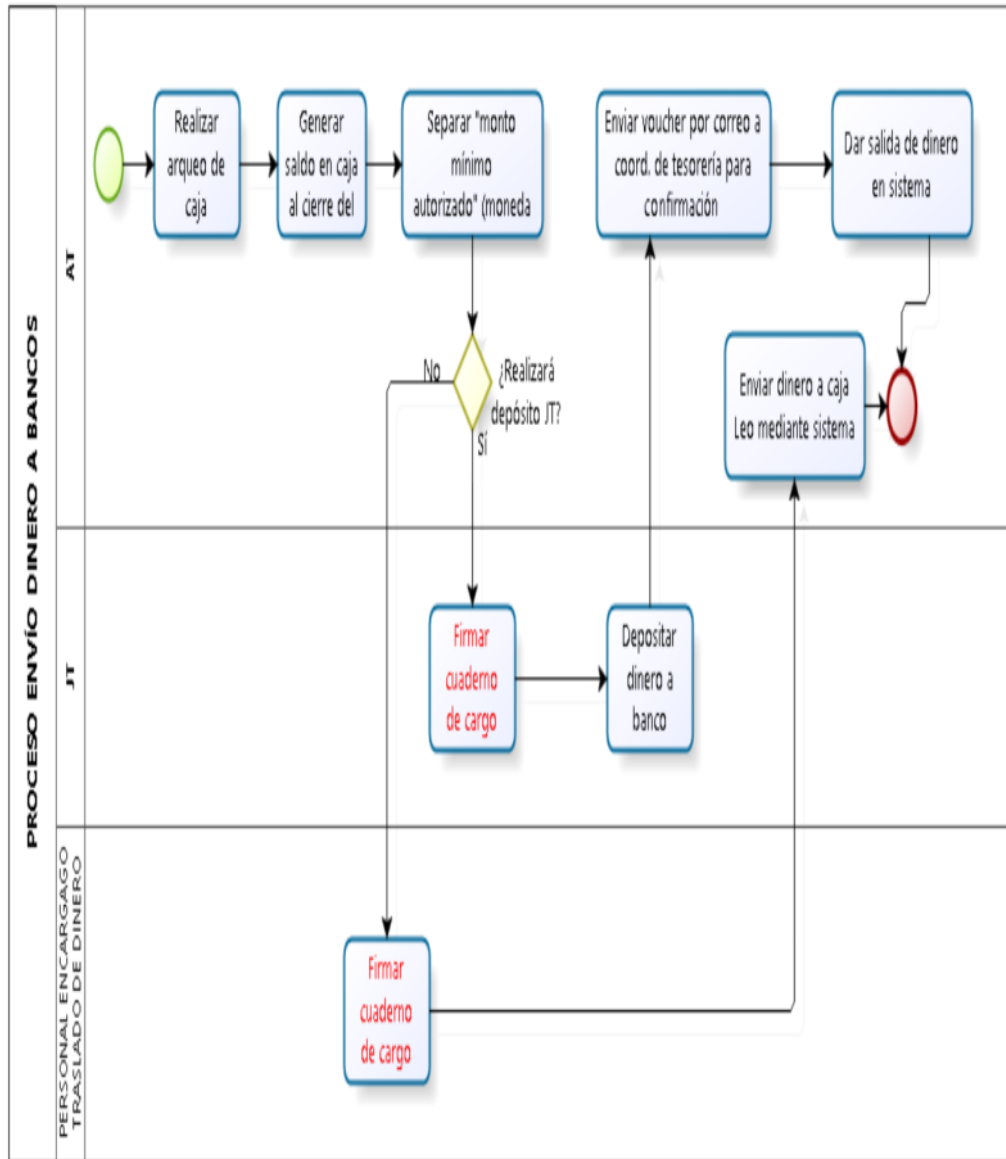 PROCESO ENVÍO DINERO A BANCOS
AT
Realizar
arqueo de
caja
Generar
saldo en caja
al cierre del
Separar "monto
mínimo
autorizado" (moneda
Enviar voucher por correo a
coord. de tesorería para
confirmación
Dar salida de dinero
en sistema
No
¿Realizará
depósito JT?
Sí
Enviar dinero a caja
Leo mediante sistema
JT
Firmar
cuaderno
de cargo
Depositar
dinero a
banco
PERSONAL ENCARGAGO
TRASLADO DE DINERO
Firmar
cuaderno
de cargo